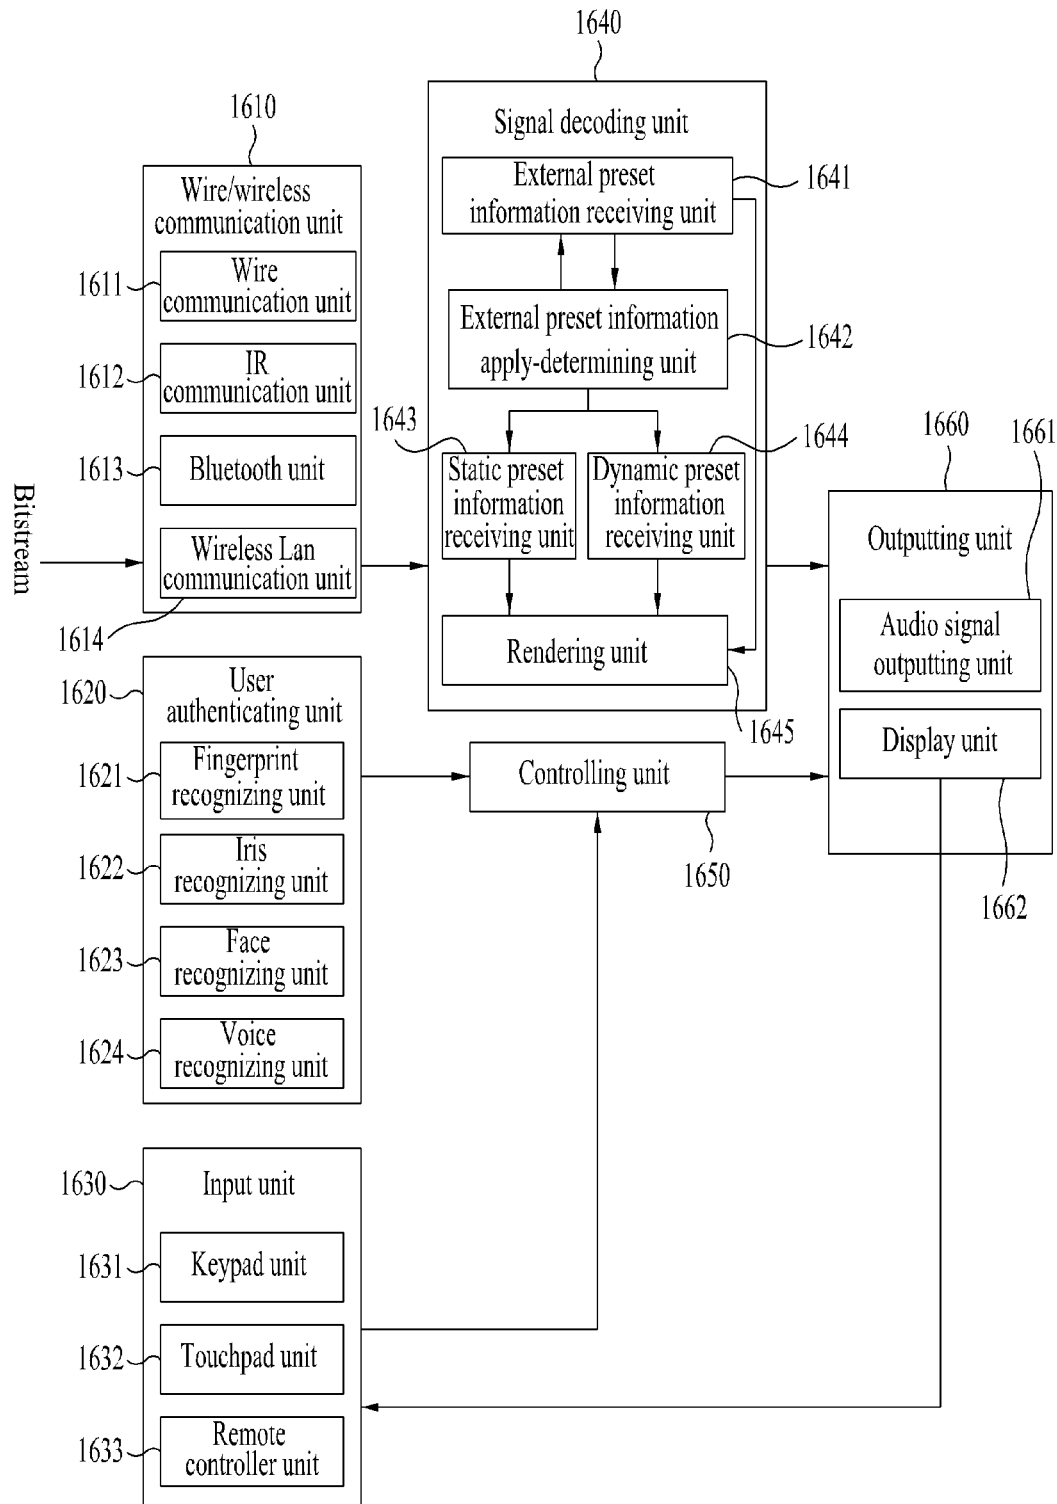 1640
Signal decoding unit
1610
Wire/wireless
communication unit
External preset
information receiving unit
1641
1611
Wire
communication unit
External preset information
apply-determining unit
1642
1612
IR
communication unit
1643
1644
1613
Bluetooth unit
Static preset
information
receiving unit
Dynamic preset
information
receiving unit
1660
1661
Bitstream
Wireless Lan
communication unit
1614
Outputting unit
Rendering unit
Audio signal
outputting unit
1645
1620
User
authenticating unit
Display unit
1621
Fingerprint
recognizing unit
Controlling unit
1650
1662
1622
Iris
recognizing unit
1623
Face
recognizing unit
1624
Voice
recognizing unit
1630
Input unit
1631
Keypad unit
1632
Touchpad unit
1633
Remote
controller unit